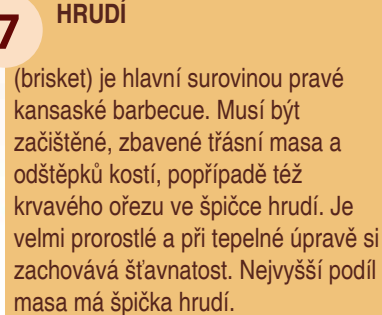 7
HRUDÍ
(brisket) je hlavní surovinou pravé
kansaské barbecue. Musí být
začištěné, zbavené třásní masa a
odštěpků kostí, popřípadě též
krvavého ořezu ve špičce hrudí. Je
velmi prorostlé a při tepelné úpravě si
zachovává šťavnatost. Nejvyšší podíl
masa má špička hrudí.